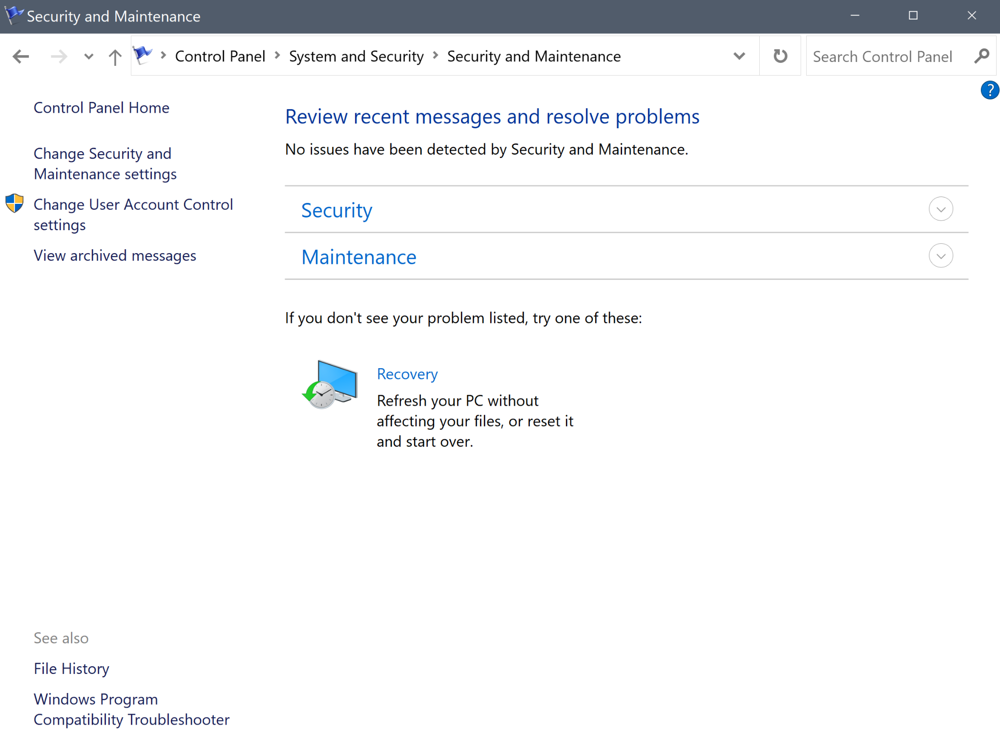 Security and Maintenance
Control Panel System and Security Security and Maintenance
Search Control Panel
?
Control Panel Home
Change Security and
Maintenance settings
Change User Account Control
settings
View archived messages
Review recent messages and resolve problems
No issues have been detected by Security and Maintenance.
Security
Maintenance
If you don't see your problem listed, try one of these:
Recovery
Refresh your PC without
affecting your files, or reset it
and start over.
See also
File History
Windows Program
Compatibility Troubleshooter